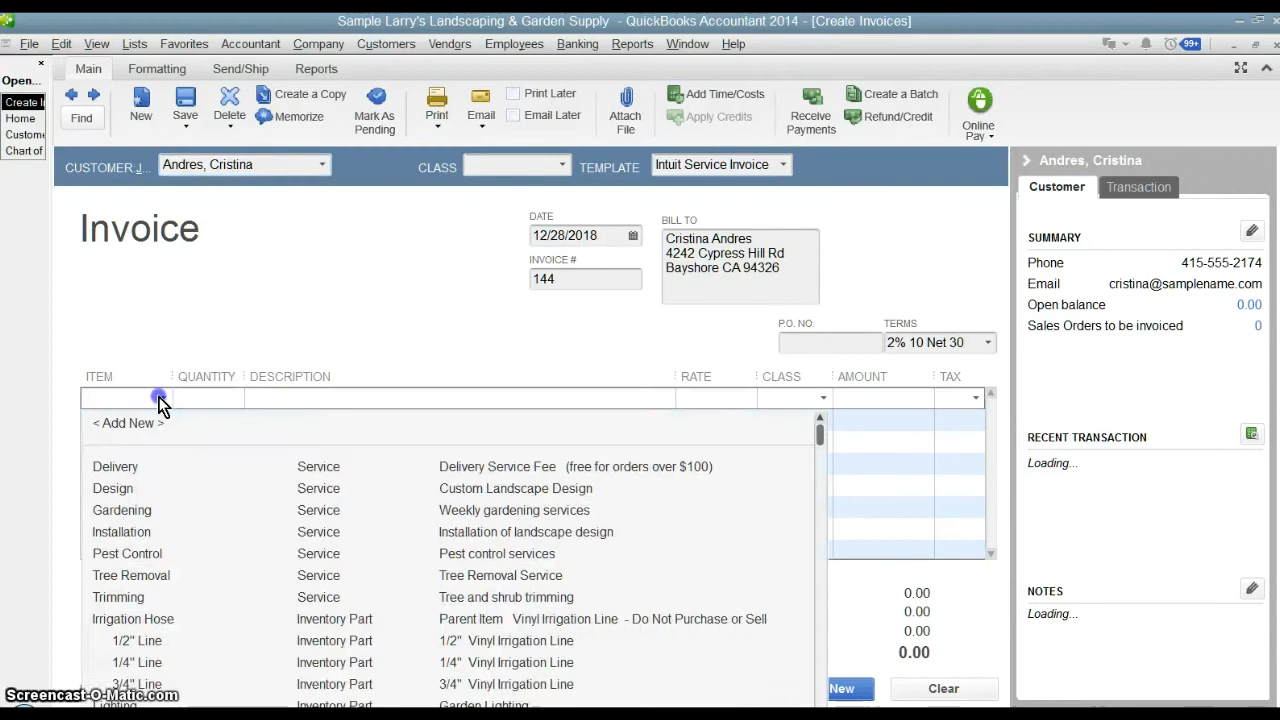 Sample Larry's Landscaping & Garden Supply - QuickBooks Accountant 2014 - [Create Invoices]
File Edit View Lists Favorites Accountant Company Customers Vendors Employees Banking Reports Window Help 99+
Open...
Create I
Home
Custome
Chart of
Main Formatting Send/Ship Reports
Find New Save Delete Create a Copy Memorize Mark As Pending Print Email Print Later Email Later Attach File Add Time/Costs Apply Credits Receive Payments Create a Batch Refund/Credit Online Pay
CUSTOMER:J... Andres, Cristina CLASS TEMPLATE Intuit Service Invoice
Invoice
DATE
12/28/2018
INVOICE #
144
BILL TO
Cristina Andres
4242 Cypress Hill Rd
Bayshore CA 94326
P.O. NO. TERMS
2% 10 Net 30
ITEM QUANTITY DESCRIPTION RATE CLASS AMOUNT TAX
< Add New >
Delivery Service Delivery Service Fee (free for orders over $100)
Design Service Custom Landscape Design
Gardening Service Weekly gardening services
Installation Service Installation of landscape design
Pest Control Service Pest control services
Tree Removal Service Tree Removal Service
Trimming Service Tree and shrub trimming
Irrigation Hose Inventory Part Parent Item Vinyl Irrigation Line - Do Not Purchase or Sell
1/2" Line Inventory Part 1/2" Vinyl Irrigation Line
1/4" Line Inventory Part 1/4" Vinyl Irrigation Line
3/4" Line Inventory Part 3/4" Vinyl Irrigation Line
Lighting Inventory Part Garden Lighting
0.00
0.00
0.00
0.00
New Clear
Andres, Cristina
Customer Transaction
SUMMARY
Phone 415-555-2174
Email cristina@samplename.com
Open balance 0.00
Sales Orders to be invoiced 0
RECENT TRANSACTION
Loading...
NOTES
Loading...
Screencast-O-Matic.com